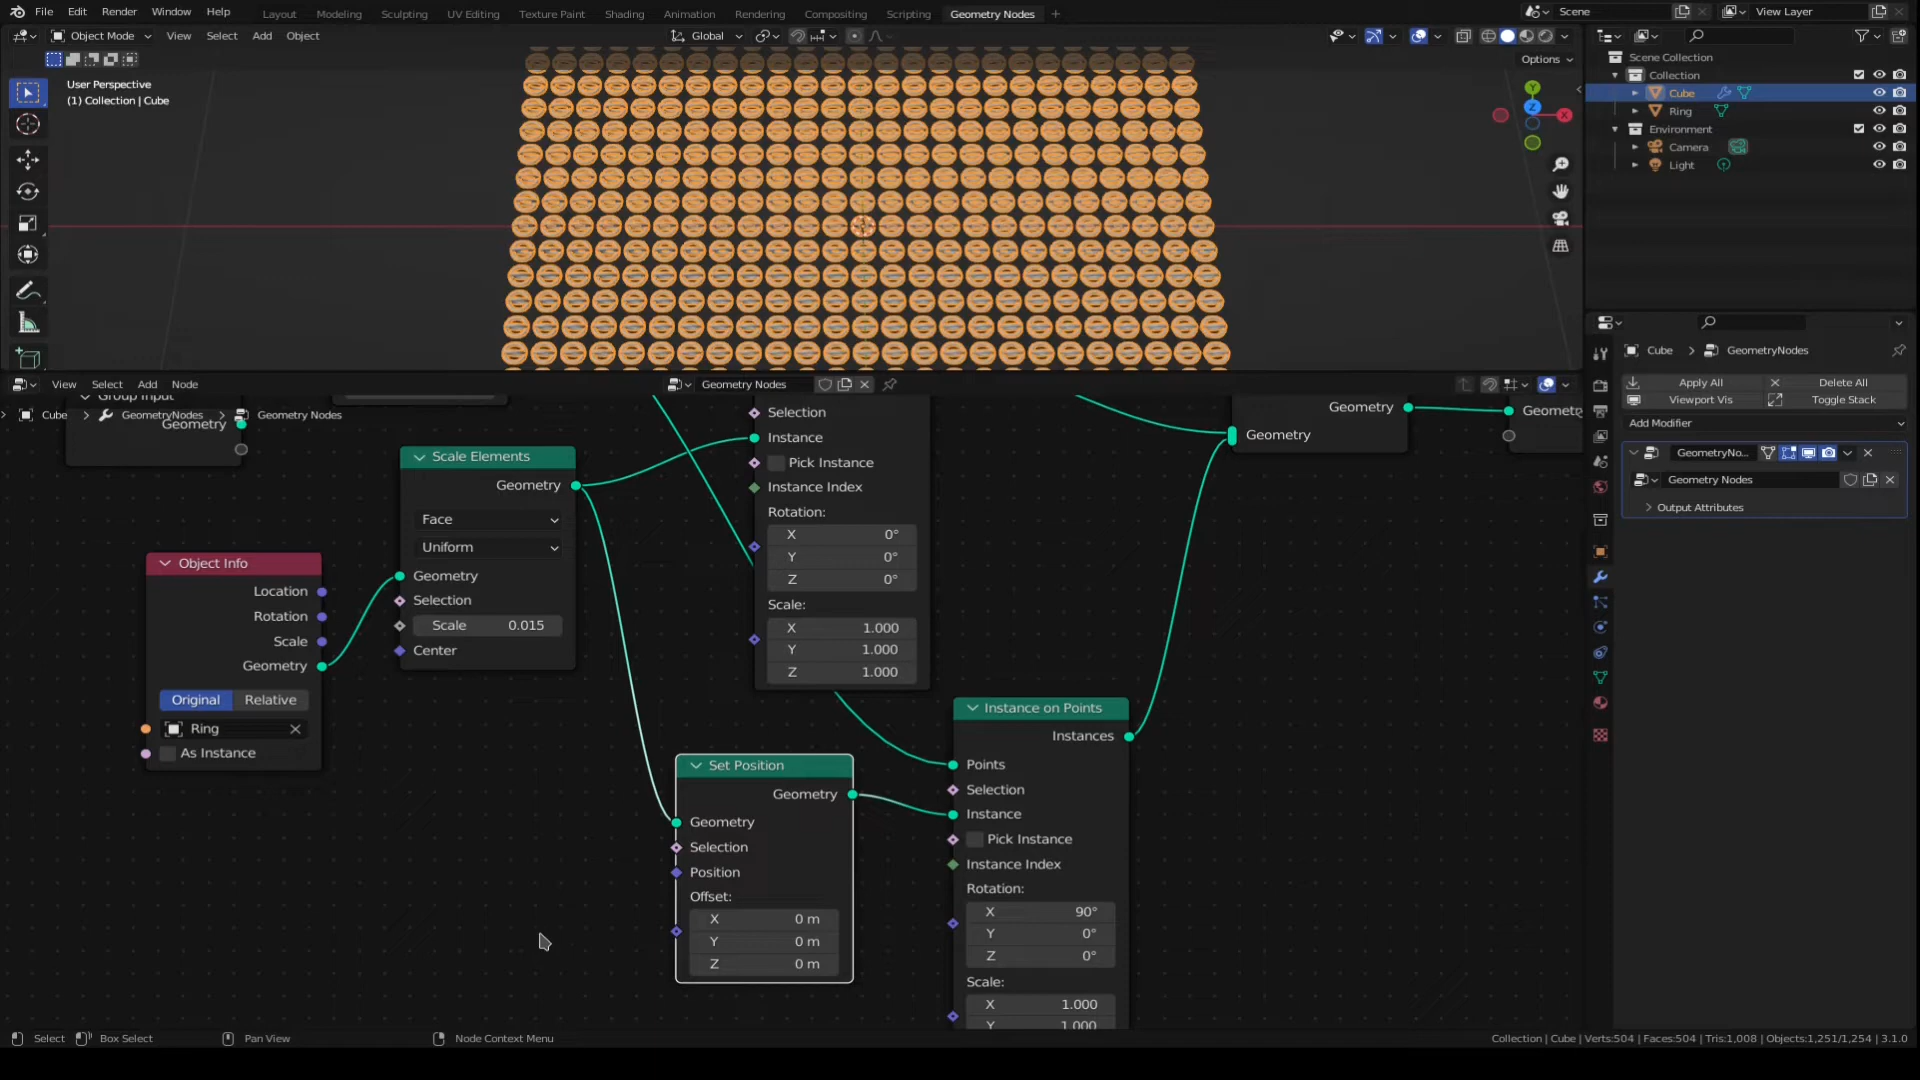 File Edit Render Window Help Layout Modeling Sculpting UV Editing Texture Paint Shading Animation Rendering Compositing Scripting Geometry Nodes + Scene View Layer
Object Mode View Select Add Object Global
Options
User Perspective
(1) Collection | Cube
Y
Z
X
Scene Collection
Collection
Cube
Ring
Environment
Camera
Light
Cube > GeometryNodes
Apply All Delete All
Viewport Vis Toggle Stack
Add Modifier
GeometryNo...
Geometry Nodes
Output Attributes
View Select Add Node Geometry Nodes
Cube > GeometryNodes > Geometry Nodes
Group Input
Geometry
Scale Elements
Geometry
Face
Uniform
Geometry
Selection
Scale 0.015
Center
Object Info
Location
Rotation
Scale
Geometry
Original Relative
Ring
As Instance
Selection
Instance
Pick Instance
Instance Index
Rotation:
X 0°
Y 0°
Z 0°
Scale:
X 1.000
Y 1.000
Z 1.000
Geometry
Geometry
Set Position
Geometry
Geometry
Selection
Position
Offset:
X 0 m
Y 0 m
Z 0 m
Instance on Points
Instances
Points
Selection
Instance
Pick Instance
Instance Index
Rotation:
X 90°
Y 0°
Z 0°
Scale:
X 1.000
Y 1.000
Select Box Select Pan View Node Context Menu Collection | Cube | Verts:504 | Faces:504 | Tris:1,008 | Objects:1,251/1,254 | 3.1.0